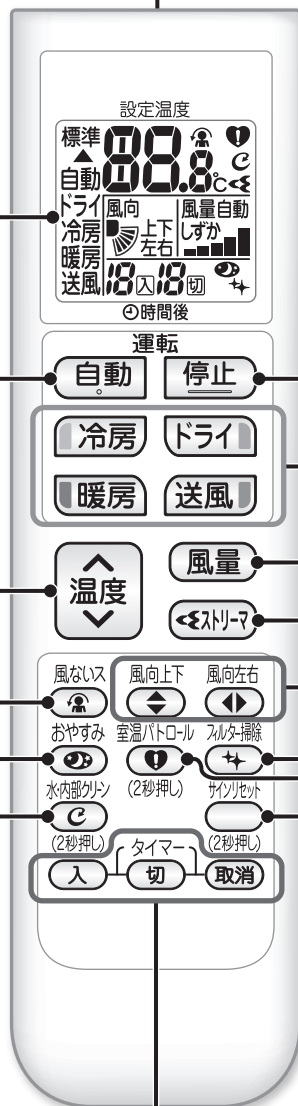 設定温度
標準
自動 88.8℃
ドライ 風向 風量自動
冷房 上下 しずか
暖房 左右
送風 18入 18切
時間後
運転
自動 停止
冷房 ドライ
暖房 送風
温度 風量
ストリーマ
風ないス 風向上下 風向左右
おやすみ 室温パトロール フィルター掃除
水内部クリーン (2秒押し) サインリセット
(2秒押し) タイマー (2秒押し)
入 切 取消